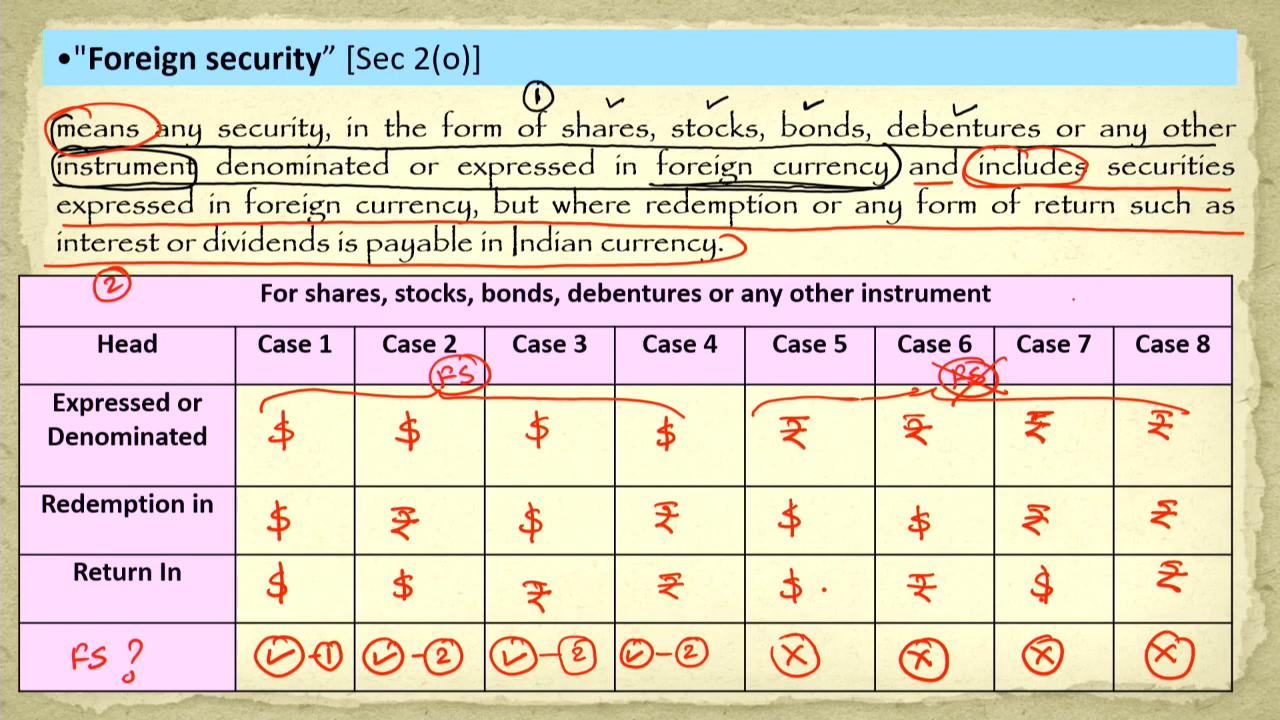 •"Foreign security” [Sec 2(o)]
①
means any security, in the form of shares, stocks, bonds, debentures or any other
instrument denominated or expressed in foreign currency) and includes securities
expressed in foreign currency, but where redemption or any form of return such as
interest or dividends is payable in Indian currency.
②
For shares, stocks, bonds, debentures or any other instrument
Head Case 1 Case 2 Case 3 Case 4 Case 5 Case 6 Case 7 Case 8
FS FS
Expressed or
Denominated $ $ $ $ ₹ ₹ ₹ ₹
Redemption in $ ₹ $ ₹ $ $ ₹ ₹
Return In $ $ ₹ ₹ $ ₹ $ ₹
FS ? ✓-① ✓-② ✓-② ✓-② X X X X